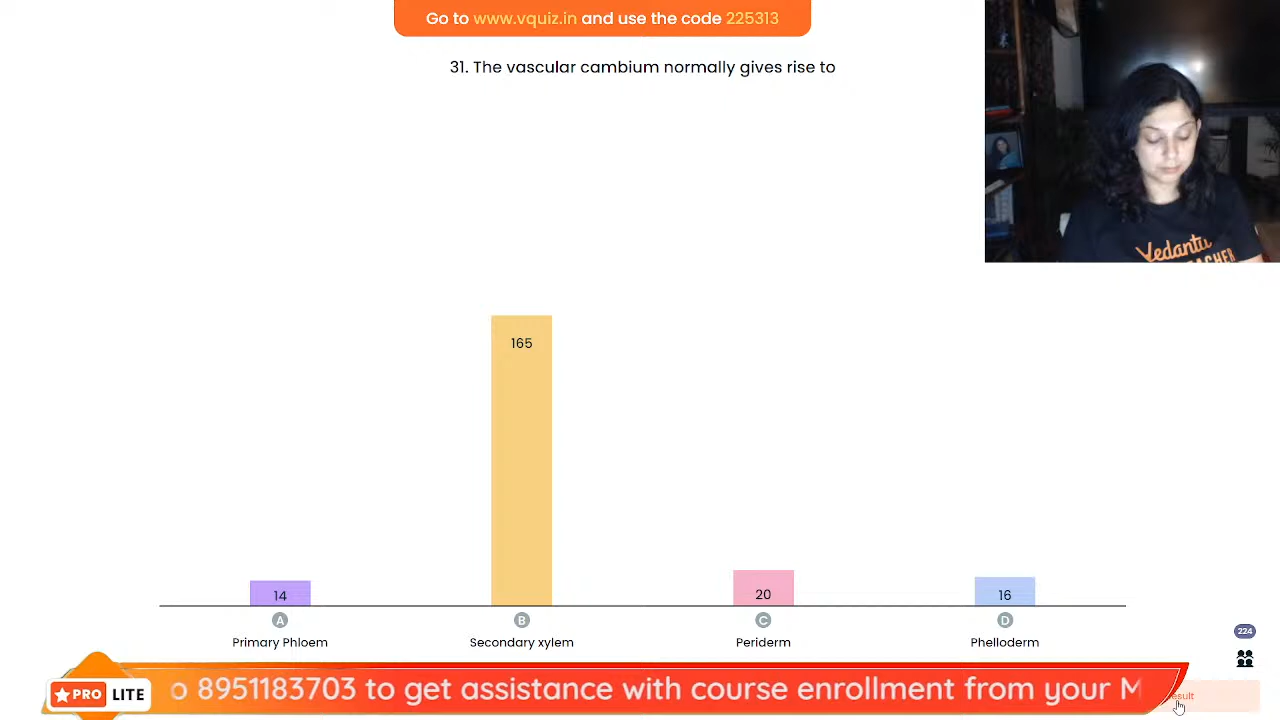 Go to www.vquiz.in and use the code 225313
31. The vascular cambium normally gives rise to
Vedantu
165
14
20
16
A
B
C
D
Primary Phloem
Secondary xylem
Periderm
Phelloderm
224
PRO LITE
8951183703 to get assistance with course enrollment from your M